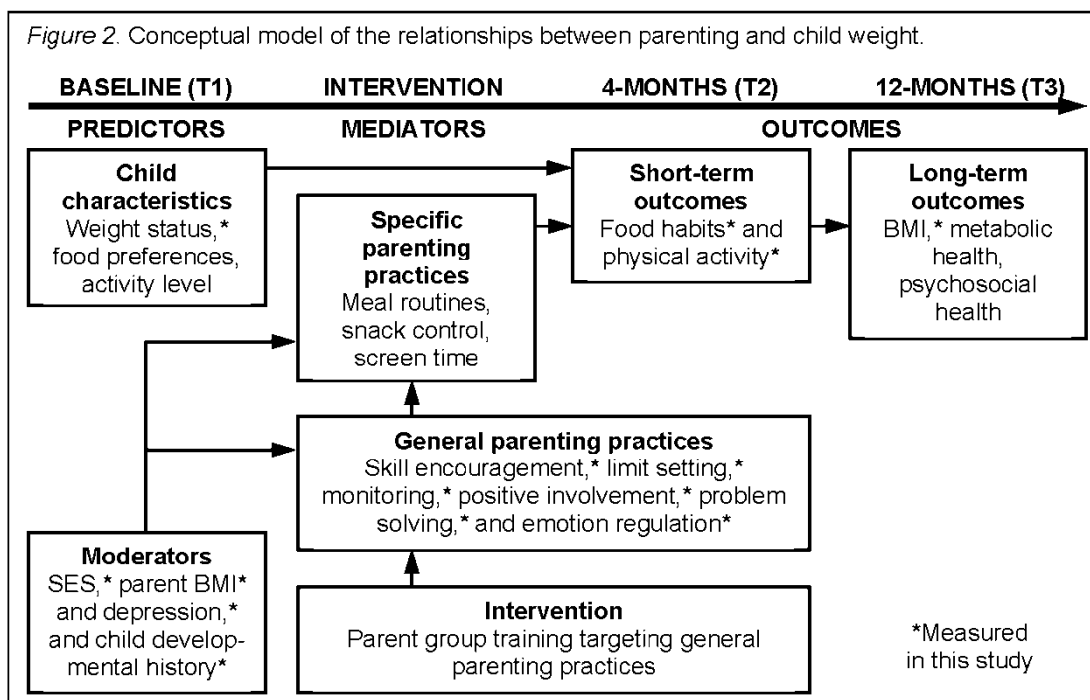 Figure 2. Conceptual model of the relationships between parenting and child weight.
BASELINE (T1) INTERVENTION 4-MONTHS (T2) 12-MONTHS (T3)
PREDICTORS MEDIATORS OUTCOMES
Child
characteristics
Weight status,*
food preferences,
activity level
Specific
parenting
practices
Meal routines,
snack control,
screen time
Short-term
outcomes
Food habits* and
physical activity*
Long-term
outcomes
BMI,* metabolic
health,
psychosocial
health
General parenting practices
Skill encouragement,* limit setting,*
monitoring,* positive involvement,* problem
solving,* and emotion regulation*
Moderators
SES,* parent BMI*
and depression,*
and child develop-
mental history*
Intervention
Parent group training targeting general
parenting practices
*Measured
in this study